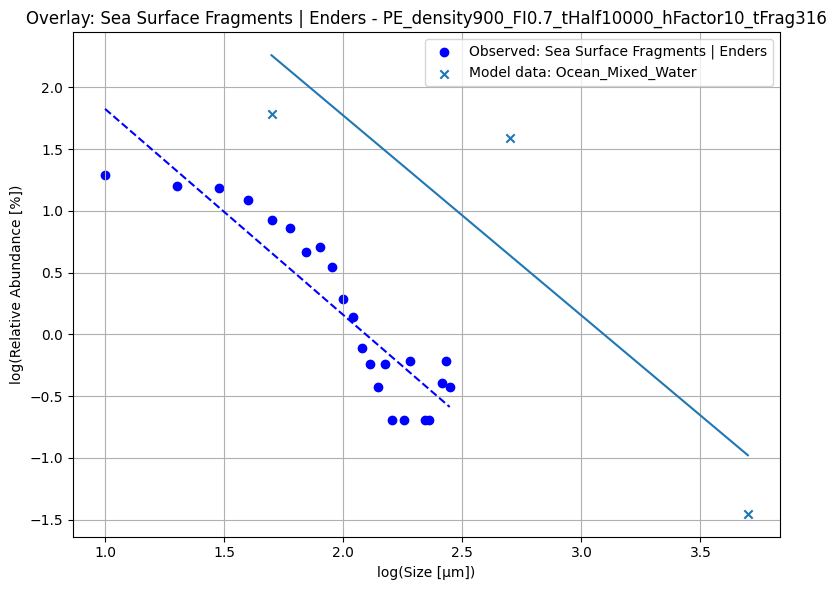 Overlay: Sea Surface Fragments | Enders - PE_density900_FI0.7_tHalf10000_hFactor10_tFrag316
Observed: Sea Surface Fragments | Enders
Model data: Ocean_Mixed_Water
log(Relative Abundance [%])
2.0
1.5
1.0
0.5
0.0
−0.5
−1.0
−1.5
1.0 1.5 2.0 2.5 3.0 3.5
log(Size [μm])